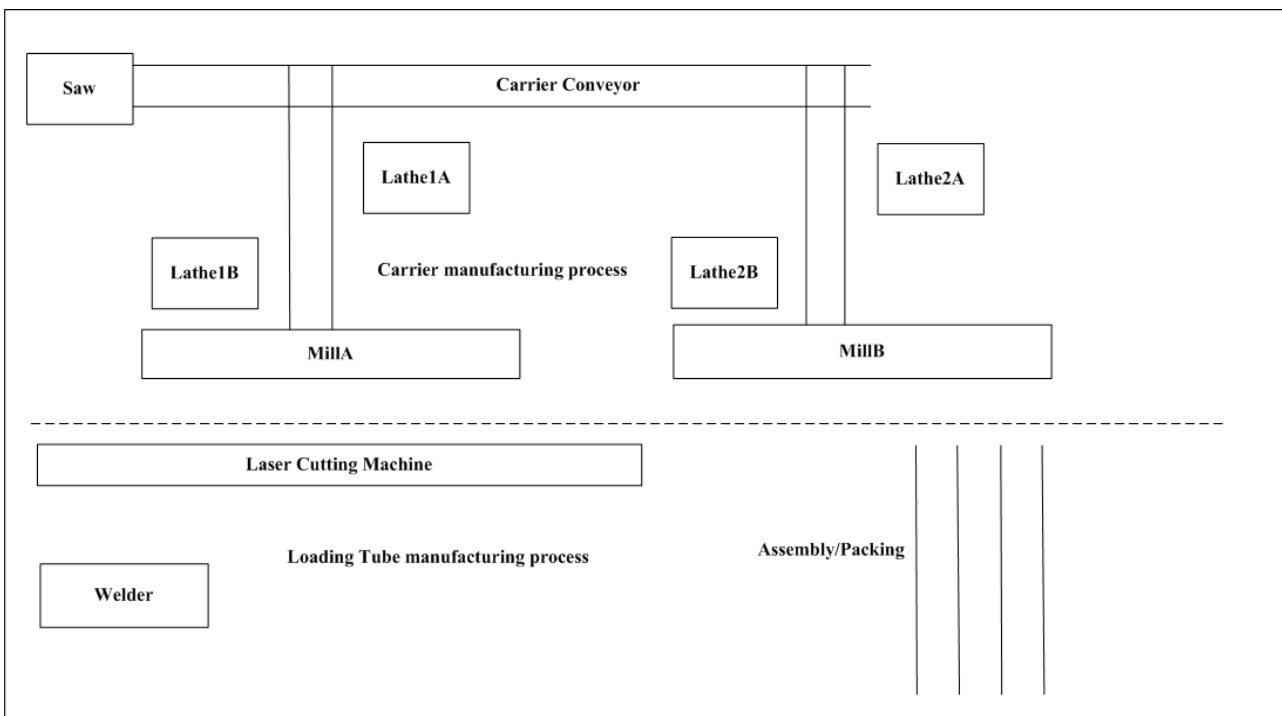 Saw
Carrier Conveyor
Lathe1A
Lathe2A
Lathe1B
Carrier manufacturing process
Lathe2B
MillA
MillB
Laser Cutting Machine
Loading Tube manufacturing process
Assembly/Packing
Welder